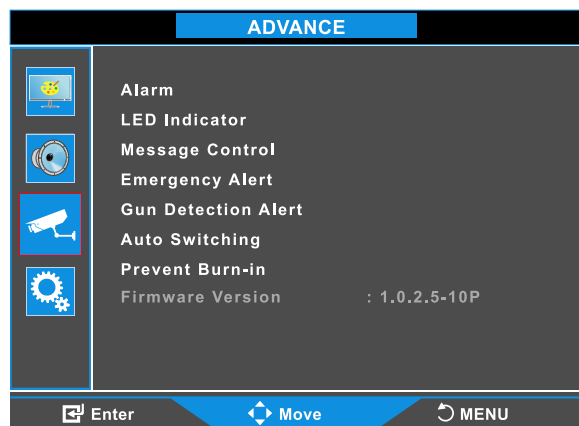 ADVANCE
Alarm
LED Indicator
Message Control
Emergency Alert
Gun Detection Alert
Auto Switching
Prevent Burn-in
Firmware Version : 1.0.2.5-10P
Enter Move MENU